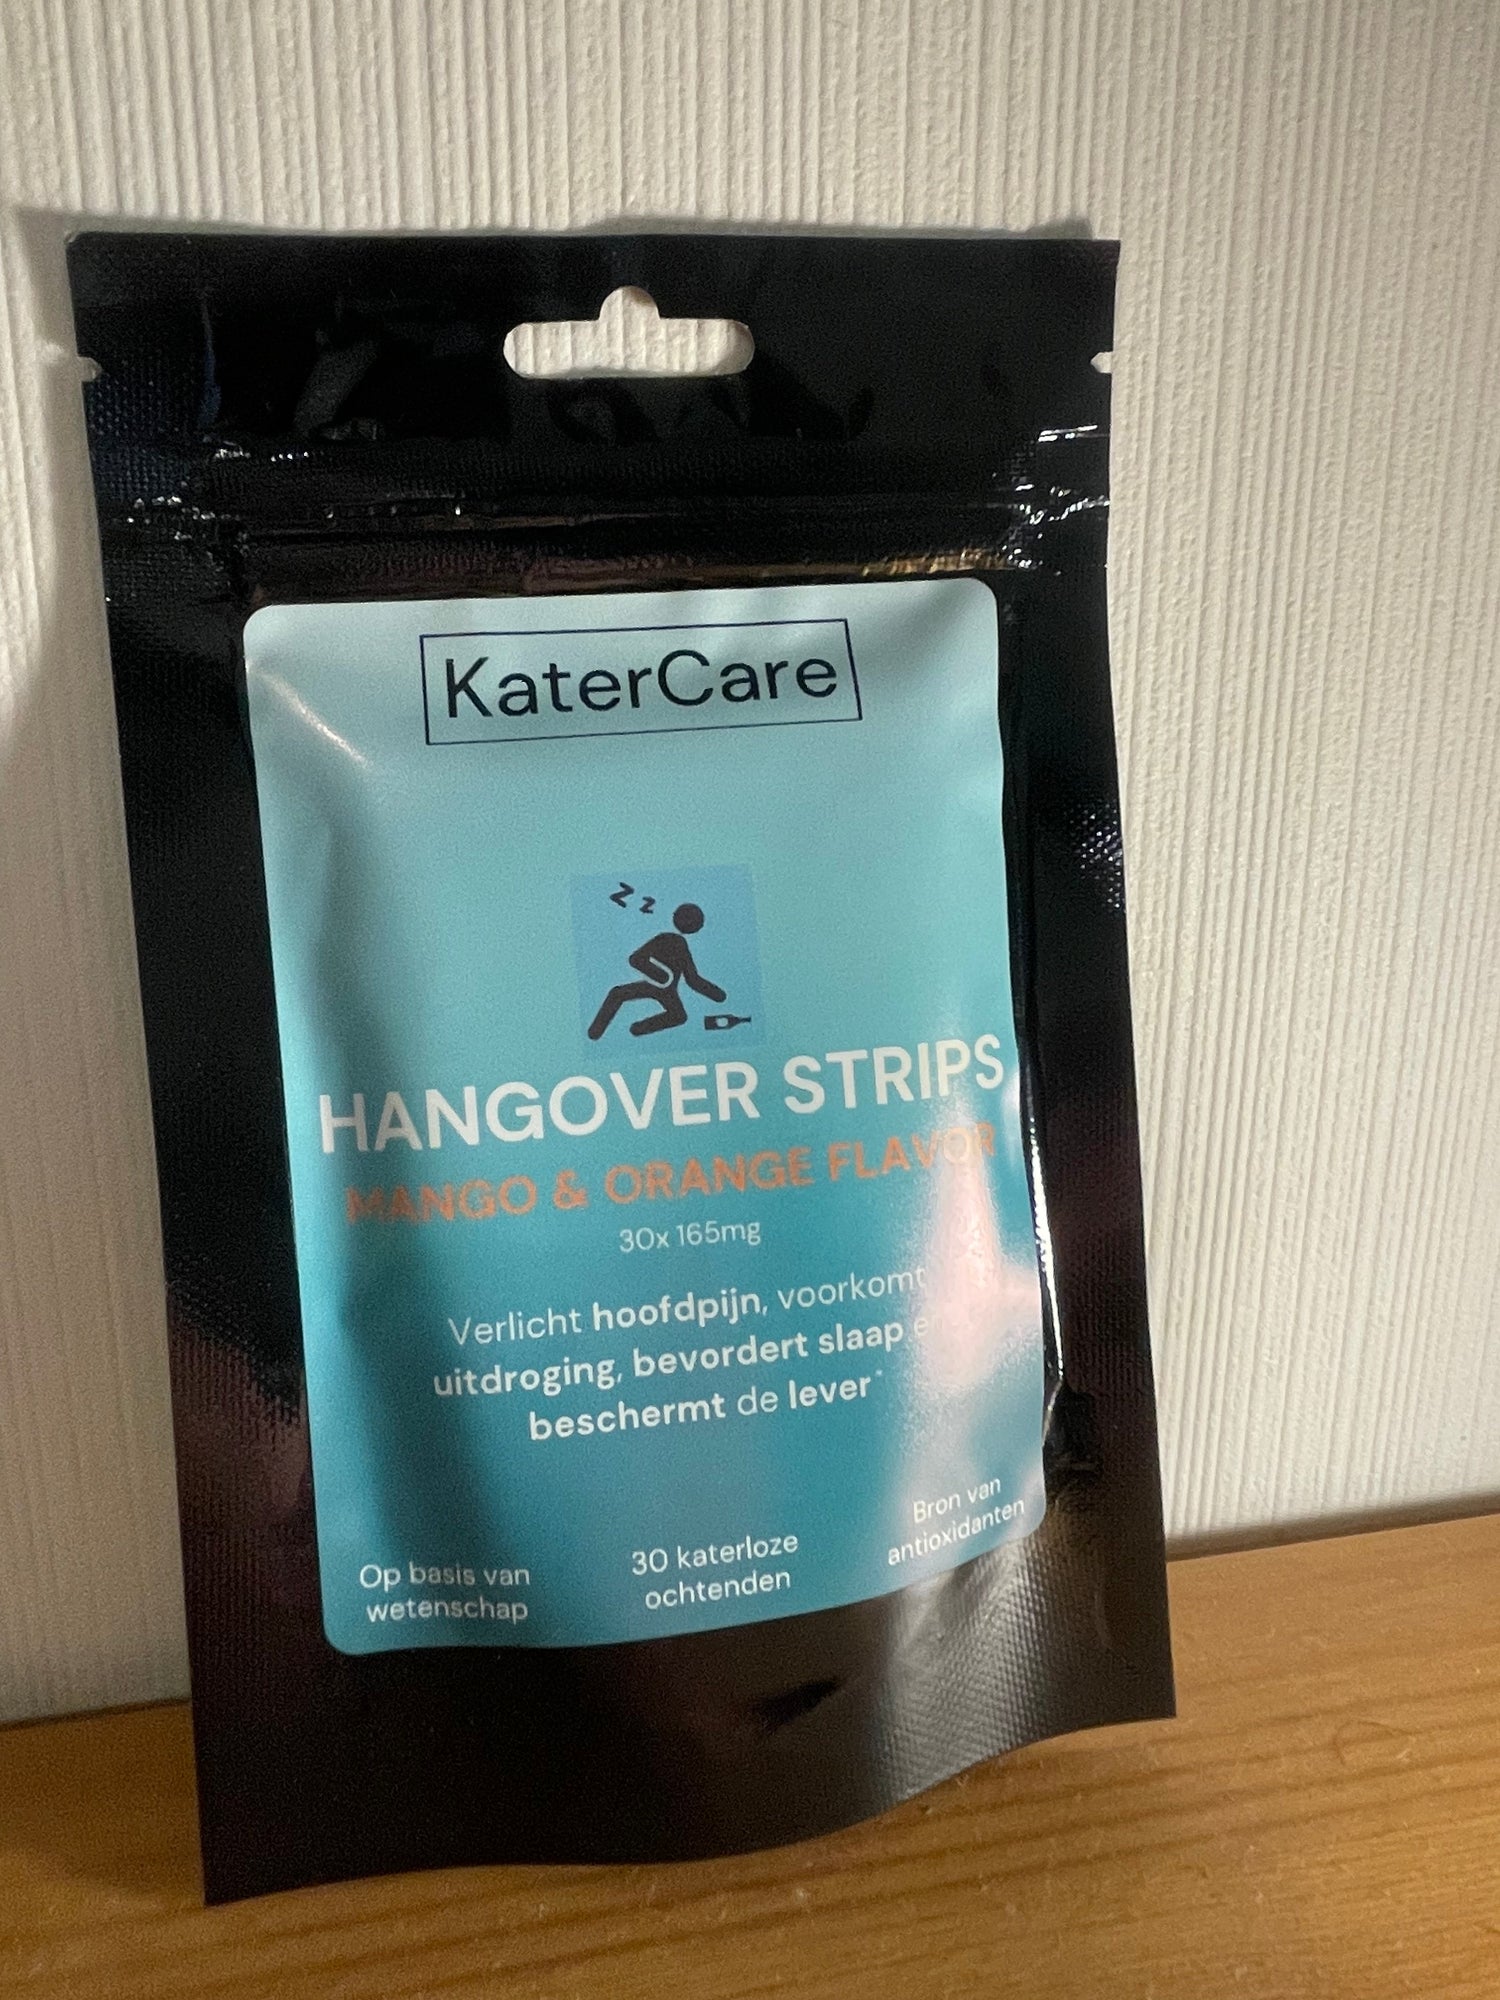 KaterCare
z z
HANGOVER STRIPS
MANGO & ORANGE FLAVOR
30x 165mg
Verlicht hoofdpijn, voorkomt
uitdroging, bevordert slaap
beschermt de lever*
Op basis van
wetenschap
30 katerloze
ochtenden
Bron van
antioxidanten